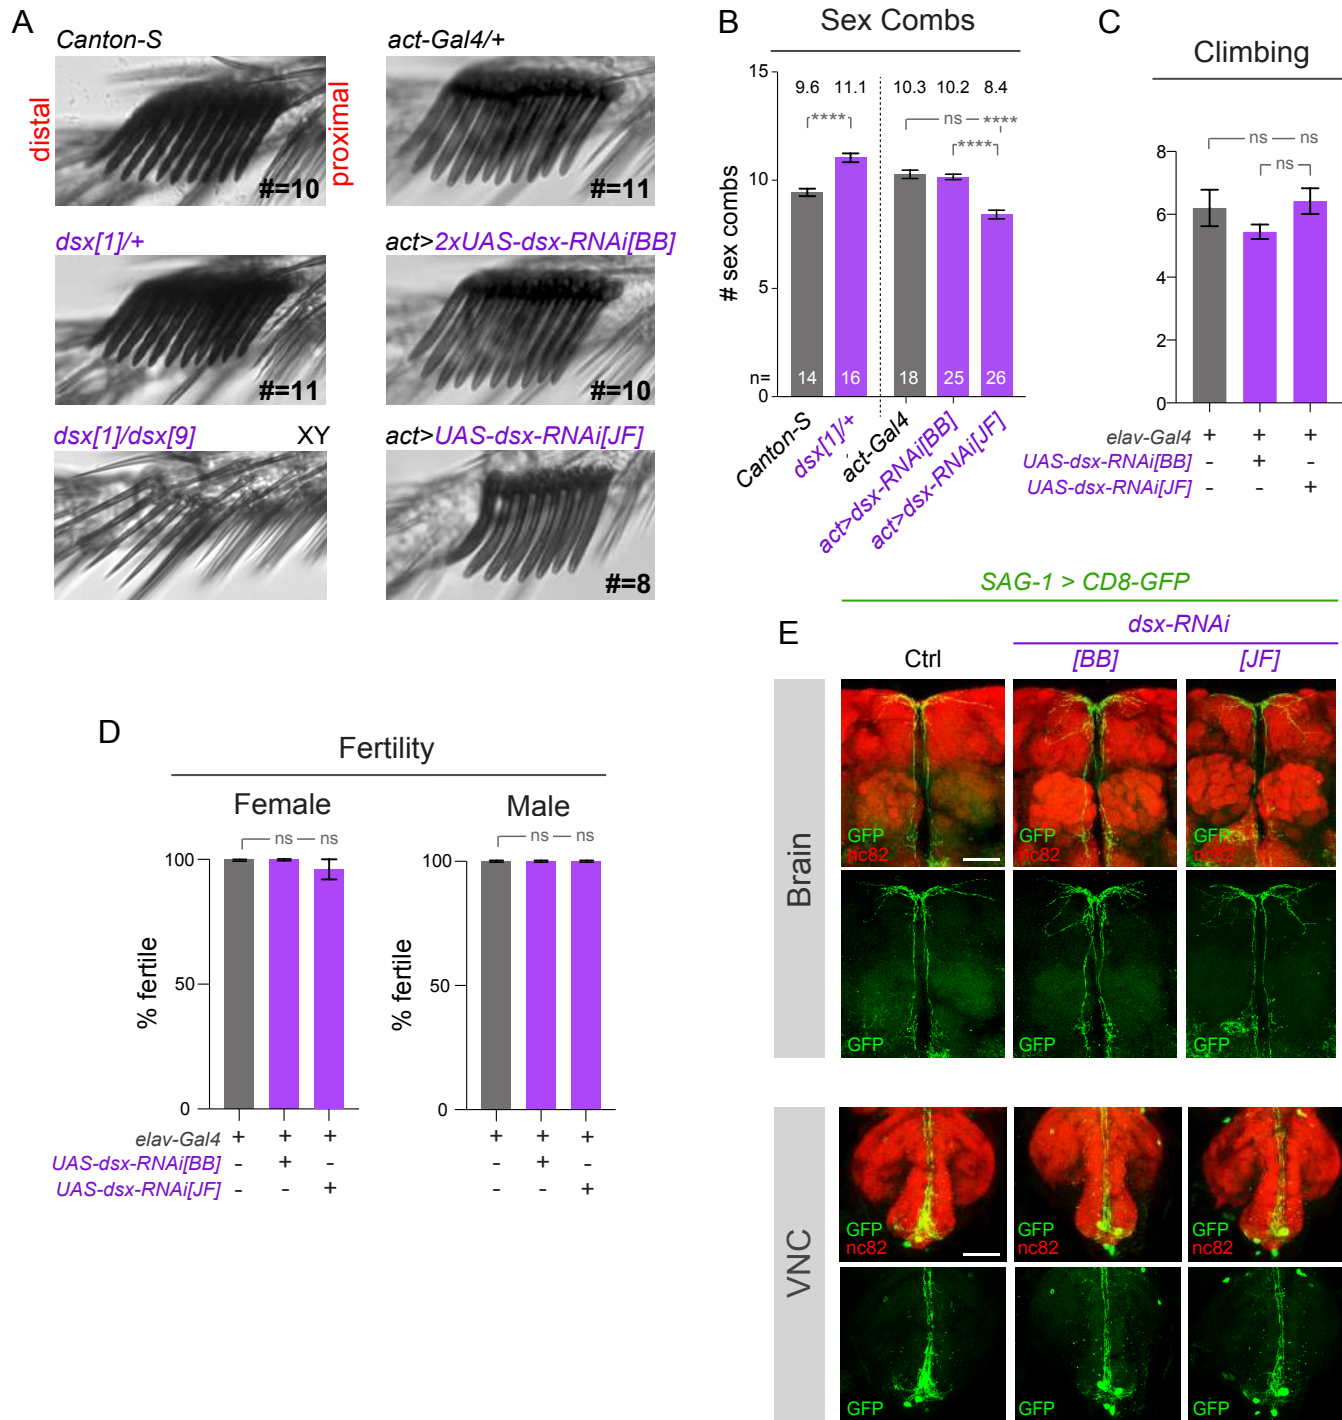 A
Canton-S
act-Gal4/+
distal
proximal
#=10
#=11
dsx[1]/+
act>2xUAS-dsx-RNAi[BB]
#=11
#=10
dsx[1]/dsx[9]
XY
act>UAS-dsx-RNAi[JF]
#=8
B
Sex Combs
15
9.6 11.1 10.3 10.2 8.4
**** ns ****
****
10
# sex combs
5
n= 14 16 18 25 26
0
Canton-S
dsx[1]/+
act-Gal4
act>dsx-RNAi[BB]
act>dsx-RNAi[JF]
C
Climbing
ns ns
ns
8
6
4
2
0
elav-Gal4 + + +
UAS-dsx-RNAi[BB] - + -
UAS-dsx-RNAi[JF] - - +
D
Fertility
Female
ns ns
100
% fertile
50
0
elav-Gal4 + + +
UAS-dsx-RNAi[BB] - + -
UAS-dsx-RNAi[JF] - - +
Male
ns ns
100
% fertile
50
0
+ + +
- + -
- - +
SAG-1 > CD8-GFP
E
dsx-RNAi
Ctrl
[BB]
[JF]
Brain
GFP
nc82
GFP
nc82
GFP
nc82
GFP
GFP
GFP
VNC
GFP
nc82
GFP
nc82
GFP
nc82
GFP
GFP
GFP